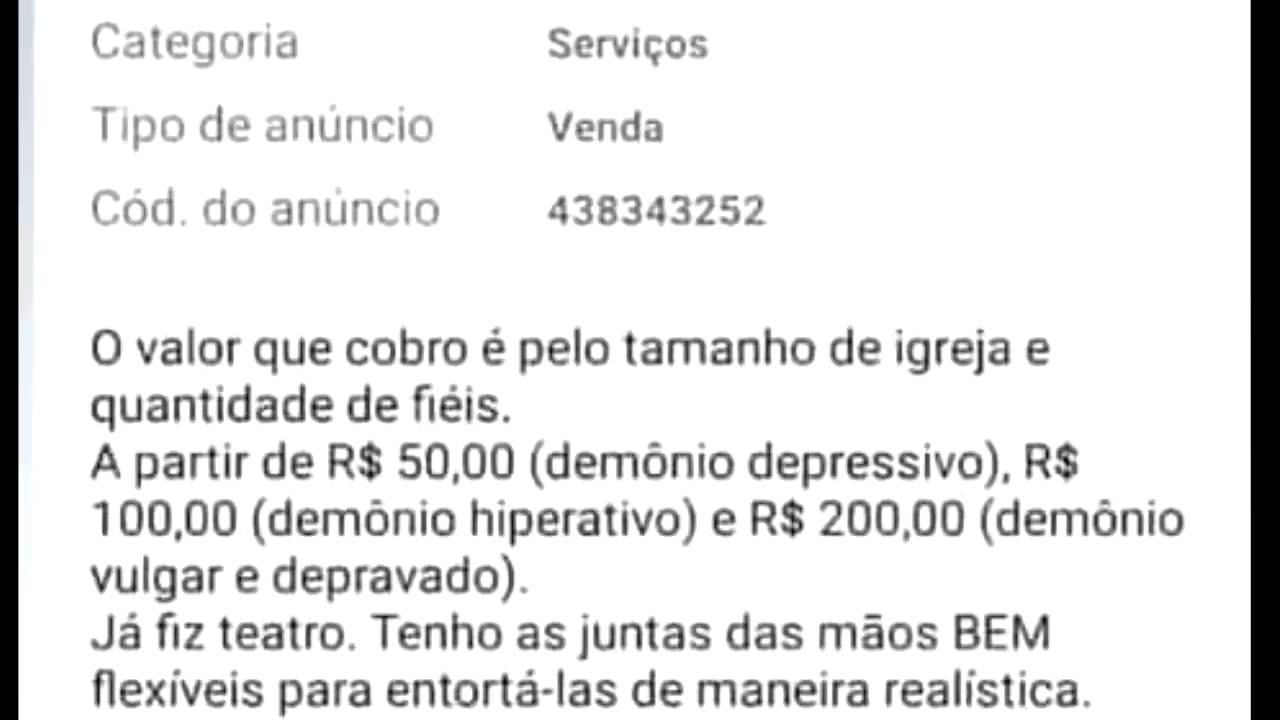 Categoria Serviços
Tipo de anúncio Venda
Cód. do anúncio 438343252
O valor que cobro é pelo tamanho de igreja e
quantidade de fiéis.
A partir de R$ 50,00 (demônio depressivo), R$
100,00 (demônio hiperativo) e R$ 200,00 (demônio
vulgar e depravado).
Já fiz teatro. Tenho as juntas das mãos BEM
flexíveis para entortá-las de maneira realística.